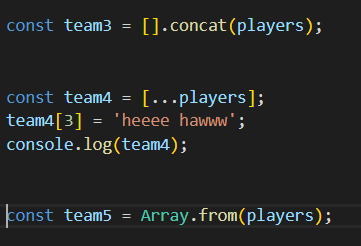 const team3 = [].concat(players);
const team4 = [...players];
team4[3] = 'heeee hawww';
console.log(team4);
const team5 = Array.from(players);